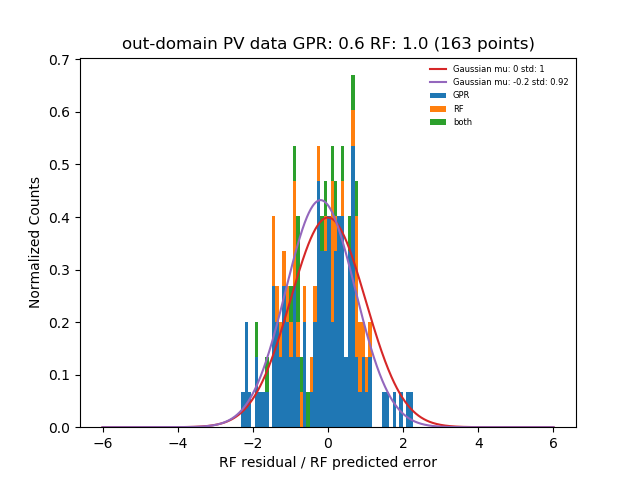 out-domain PV data GPR: 0.6 RF: 1.0 (163 points)
Normalized Counts
0.7
0.6
0.5
0.4
0.3
0.2
0.1
0.0
Gaussian mu: 0 std: 1
Gaussian mu: -0.2 std: 0.92
GPR
RF
both
−6 −4 −2 0 2 4 6
RF residual / RF predicted error